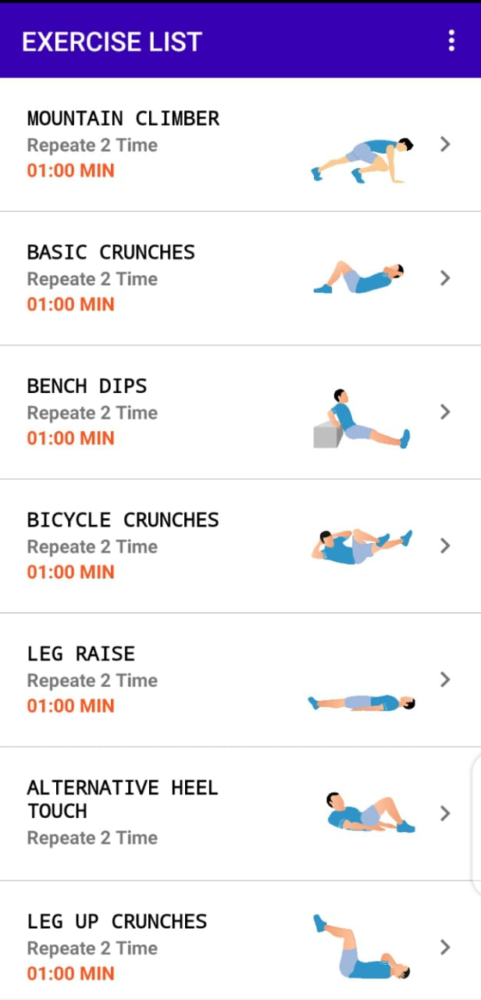 EXERCISE LIST
MOUNTAIN CLIMBER
Repeate 2 Time
01:00 MIN
BASIC CRUNCHES
Repeate 2 Time
01:00 MIN
BENCH DIPS
Repeate 2 Time
01:00 MIN
BICYCLE CRUNCHES
Repeate 2 Time
01:00 MIN
LEG RAISE
Repeate 2 Time
01:00 MIN
ALTERNATIVE HEEL
TOUCH
Repeate 2 Time
LEG UP CRUNCHES
Repeate 2 Time
01:00 MIN